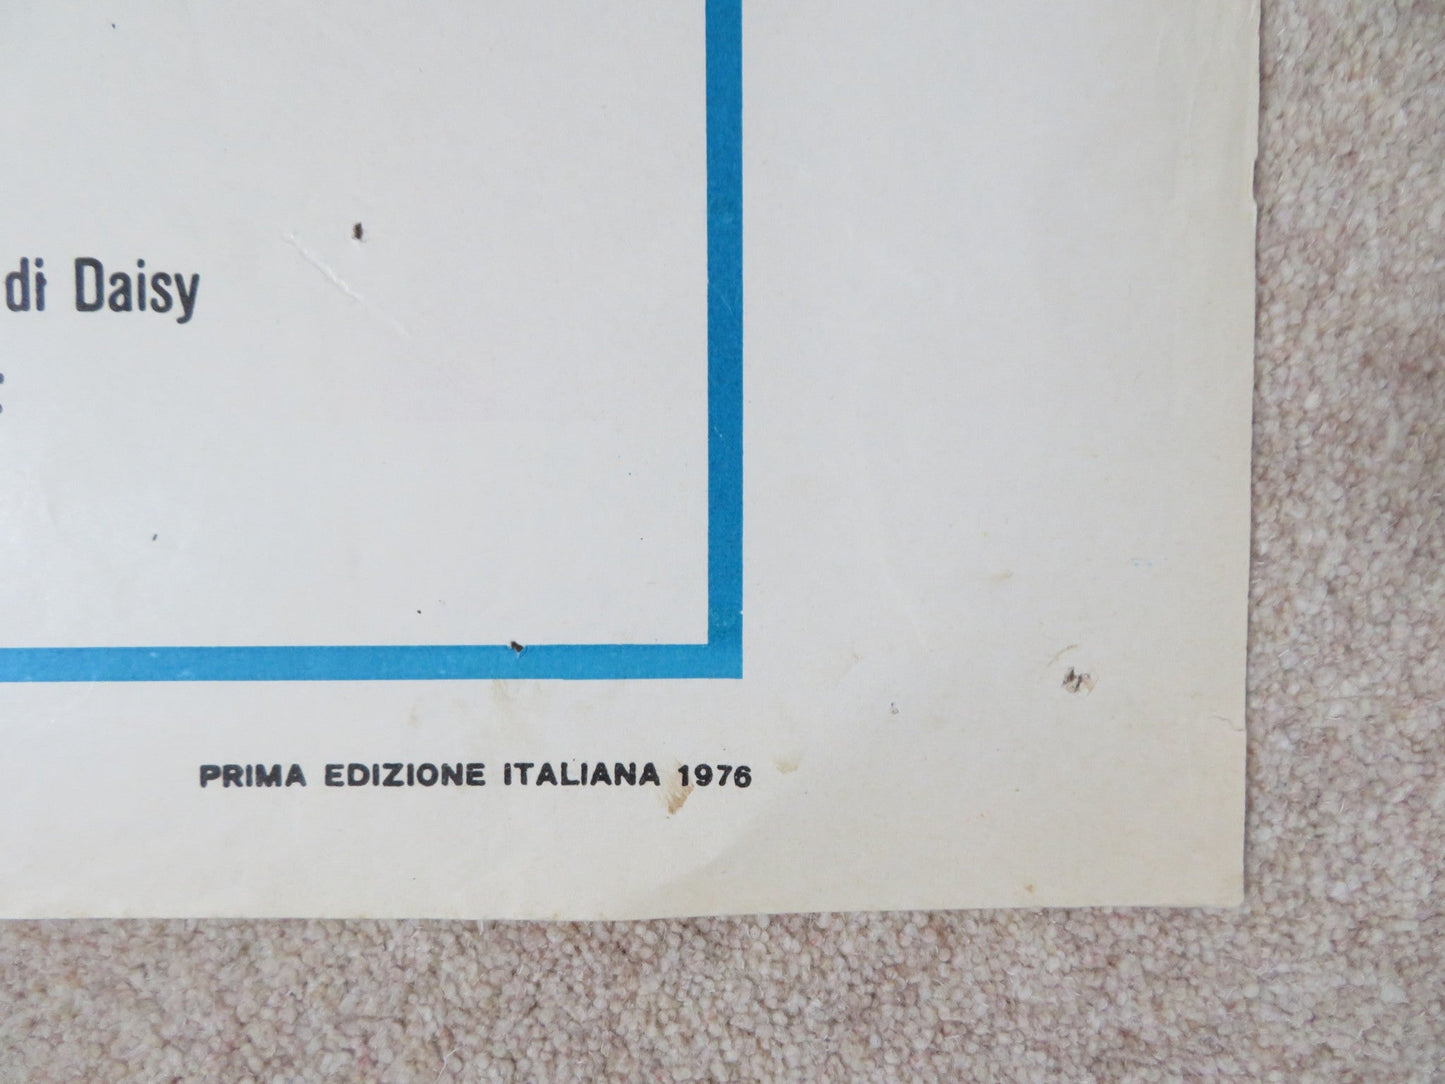 di Daisy
PRIMA EDIZIONE ITALIANA 1976